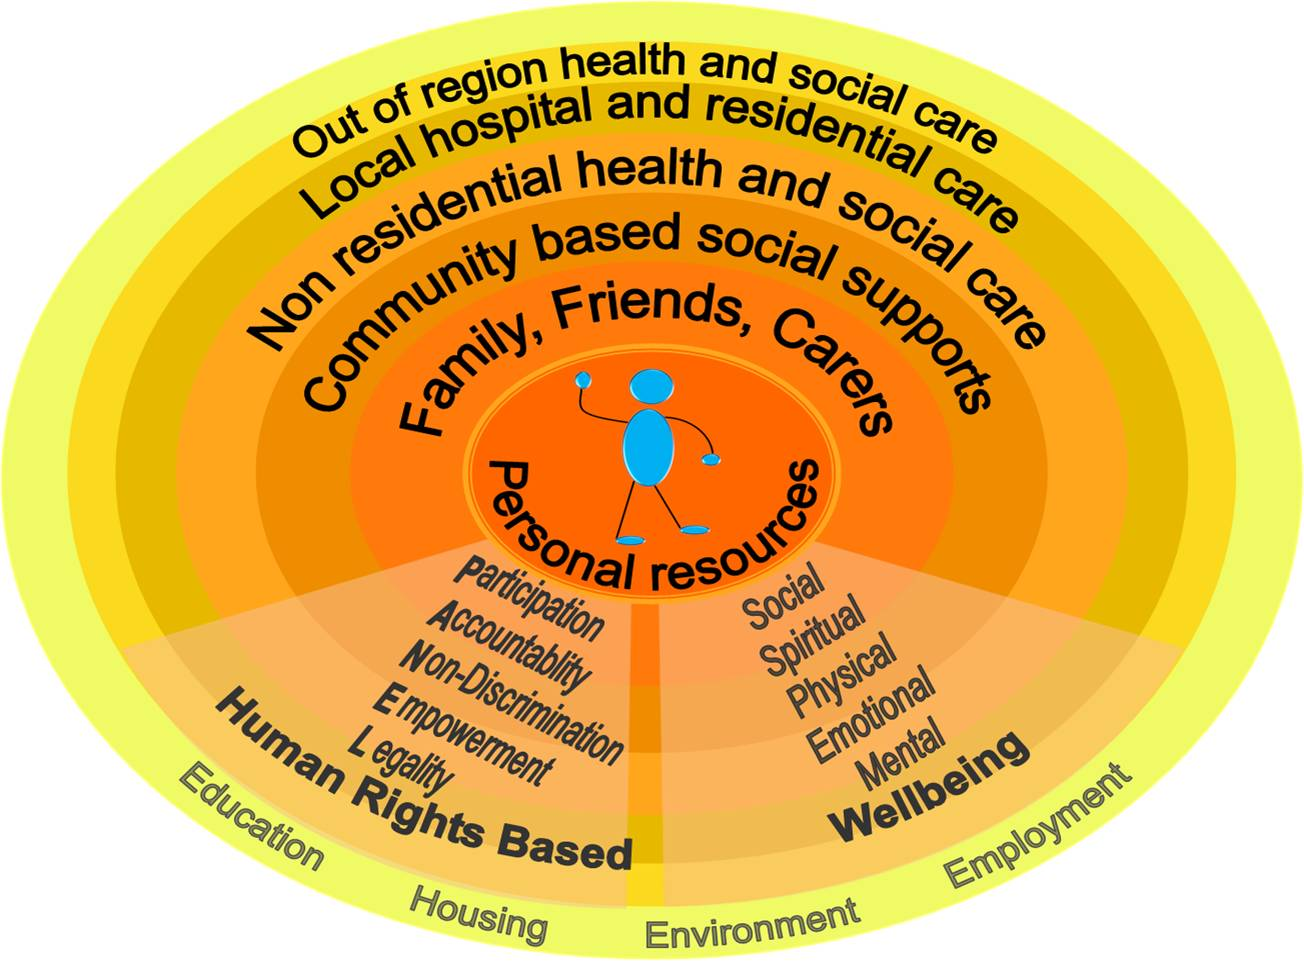 Out of region health and social care
Local hospital and residential care
Non residential health and social care
Community based social supports
Family, Friends, Carers
Personal resources
Participation
Accountablity
Non-Discrimination
Empowerment
Legality
Human Rights Based
Social
Spiritual
Physical
Emotional
Mental
Wellbeing
Education
Housing
Environment
Employment